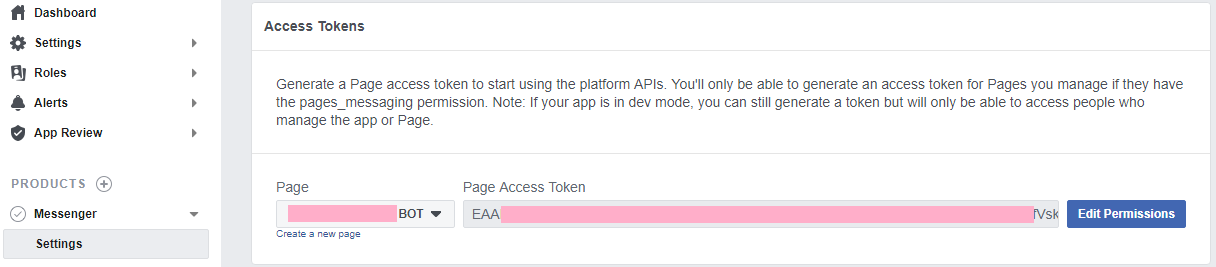 Dashboard
Settings
Roles
Alerts
App Review
PRODUCTS
Messenger
Settings
Access Tokens
Generate a Page access token to start using the platform APIs. You'll only be able to generate an access token for Pages you manage if they have
the pages_messaging permission. Note: If your app is in dev mode, you can still generate a token but will only be able to access people who
manage the app or Page.
Page
Page Access Token
BOT
EAA
Vsk
Edit Permissions
Create a new page